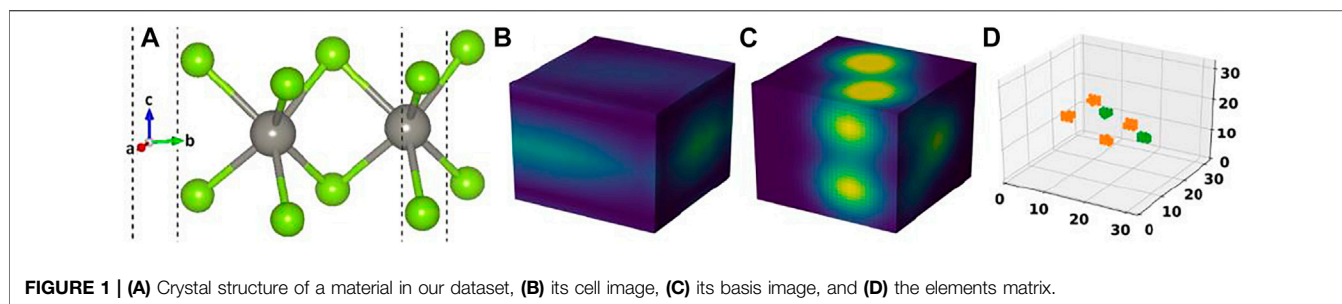 A
B
C
D
c
b
a
30
20
10
0
0
10
20
30
0
10
20
30
FIGURE 1 | (A) Crystal structure of a material in our dataset, (B) its cell image, (C) its basis image, and (D) the elements matrix.